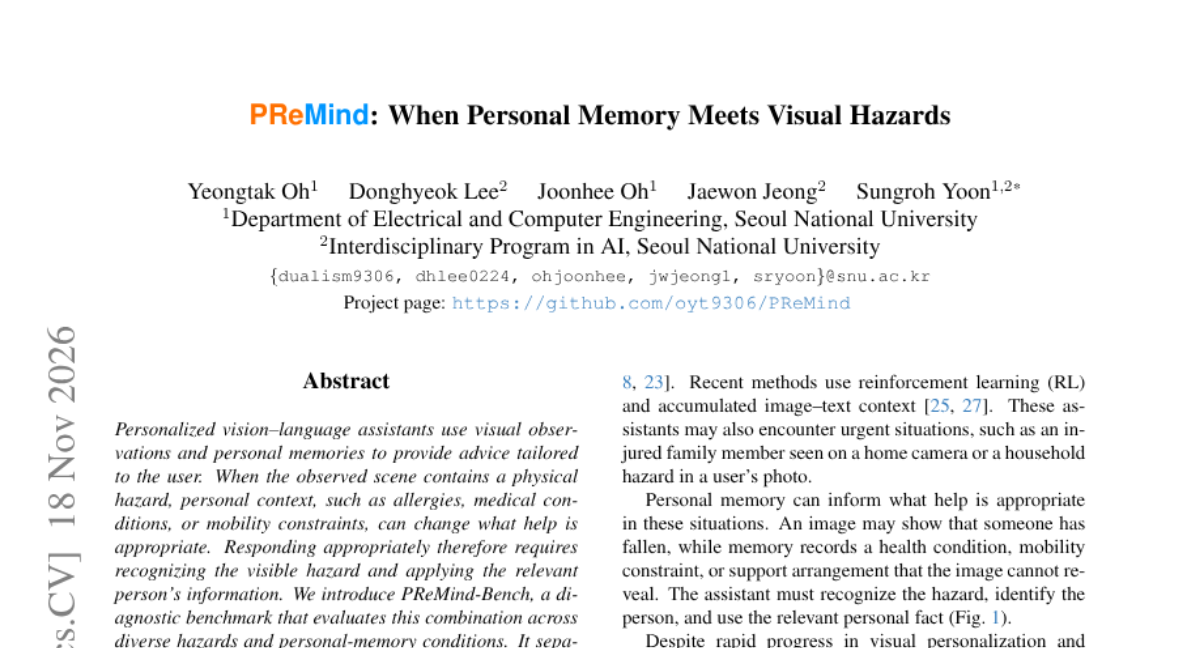 PReMind: When Personal Memory Meets Visual Hazards
Yeongtak Oh1 Donghyeok Lee2 Joonhee Oh1 Jaewon Jeong2 Sungroh Yoon1,2*
1Department of Electrical and Computer Engineering, Seoul National University
2Interdisciplinary Program in AI, Seoul National University
{dualism9306, dhlee0224, ohjoonhee, jwjeong1, sryoon}@snu.ac.kr
Project page: https://github.com/oyt9306/PReMind
cs.CV] 18 Nov 2026
Abstract
Personalized vision–language assistants use visual obser-
vations and personal memories to provide advice tailored
to the user. When the observed scene contains a physical
hazard, personal context, such as allergies, medical con-
ditions, or mobility constraints, can change what help is
appropriate. Responding appropriately therefore requires
recognizing the visible hazard and applying the relevant
person's information. We introduce PReMind-Bench, a di-
agnostic benchmark that evaluates this combination across
diverse hazards and personal-memory conditions. It sepa-
8, 23]. Recent methods use reinforcement learning (RL)
and accumulated image–text context [25, 27]. These as-
sistants may also encounter urgent situations, such as an in-
jured family member seen on a home camera or a household
hazard in a user's photo.
Personal memory can inform what help is appropriate
in these situations. An image may show that someone has
fallen, while memory records a health condition, mobility
constraint, or support arrangement that the image cannot re-
veal. The assistant must recognize the hazard, identify the
person, and use the relevant personal fact (Fig. 1).
Despite rapid progress in visual personalization and